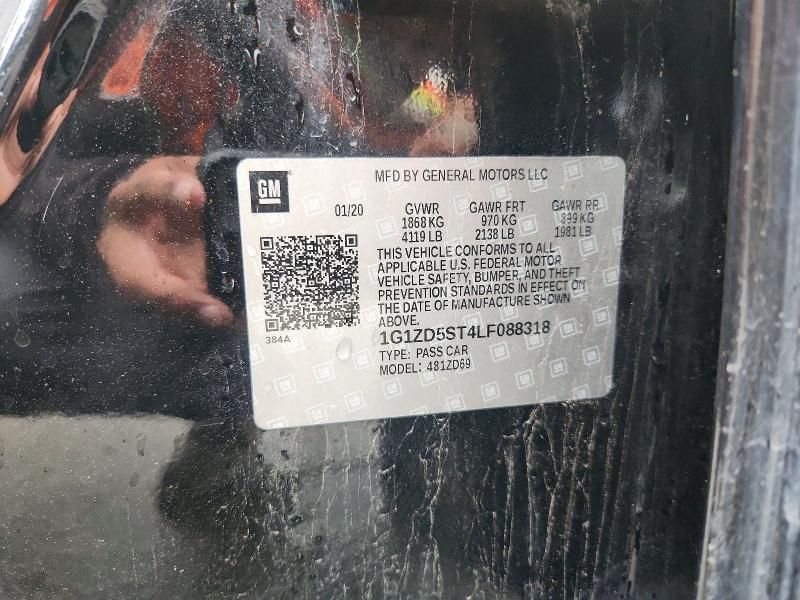 GM
MFD BY GENERAL MOTORS LLC
01/20 GVWR GAWR FRT GAWR RR
1868 KG 970 KG 899 KG
4119 LB 2138 LB 1981 LB
THIS VEHICLE CONFORMS TO ALL
APPLICABLE U.S. FEDERAL MOTOR
VEHICLE SAFETY, BUMPER, AND THEFT
PREVENTION STANDARDS IN EFFECT ON
THE DATE OF MANUFACTURE SHOWN
ABOVE.
384A
1G1ZD5ST4LF088318
TYPE: PASS CAR
MODEL: 481ZD69